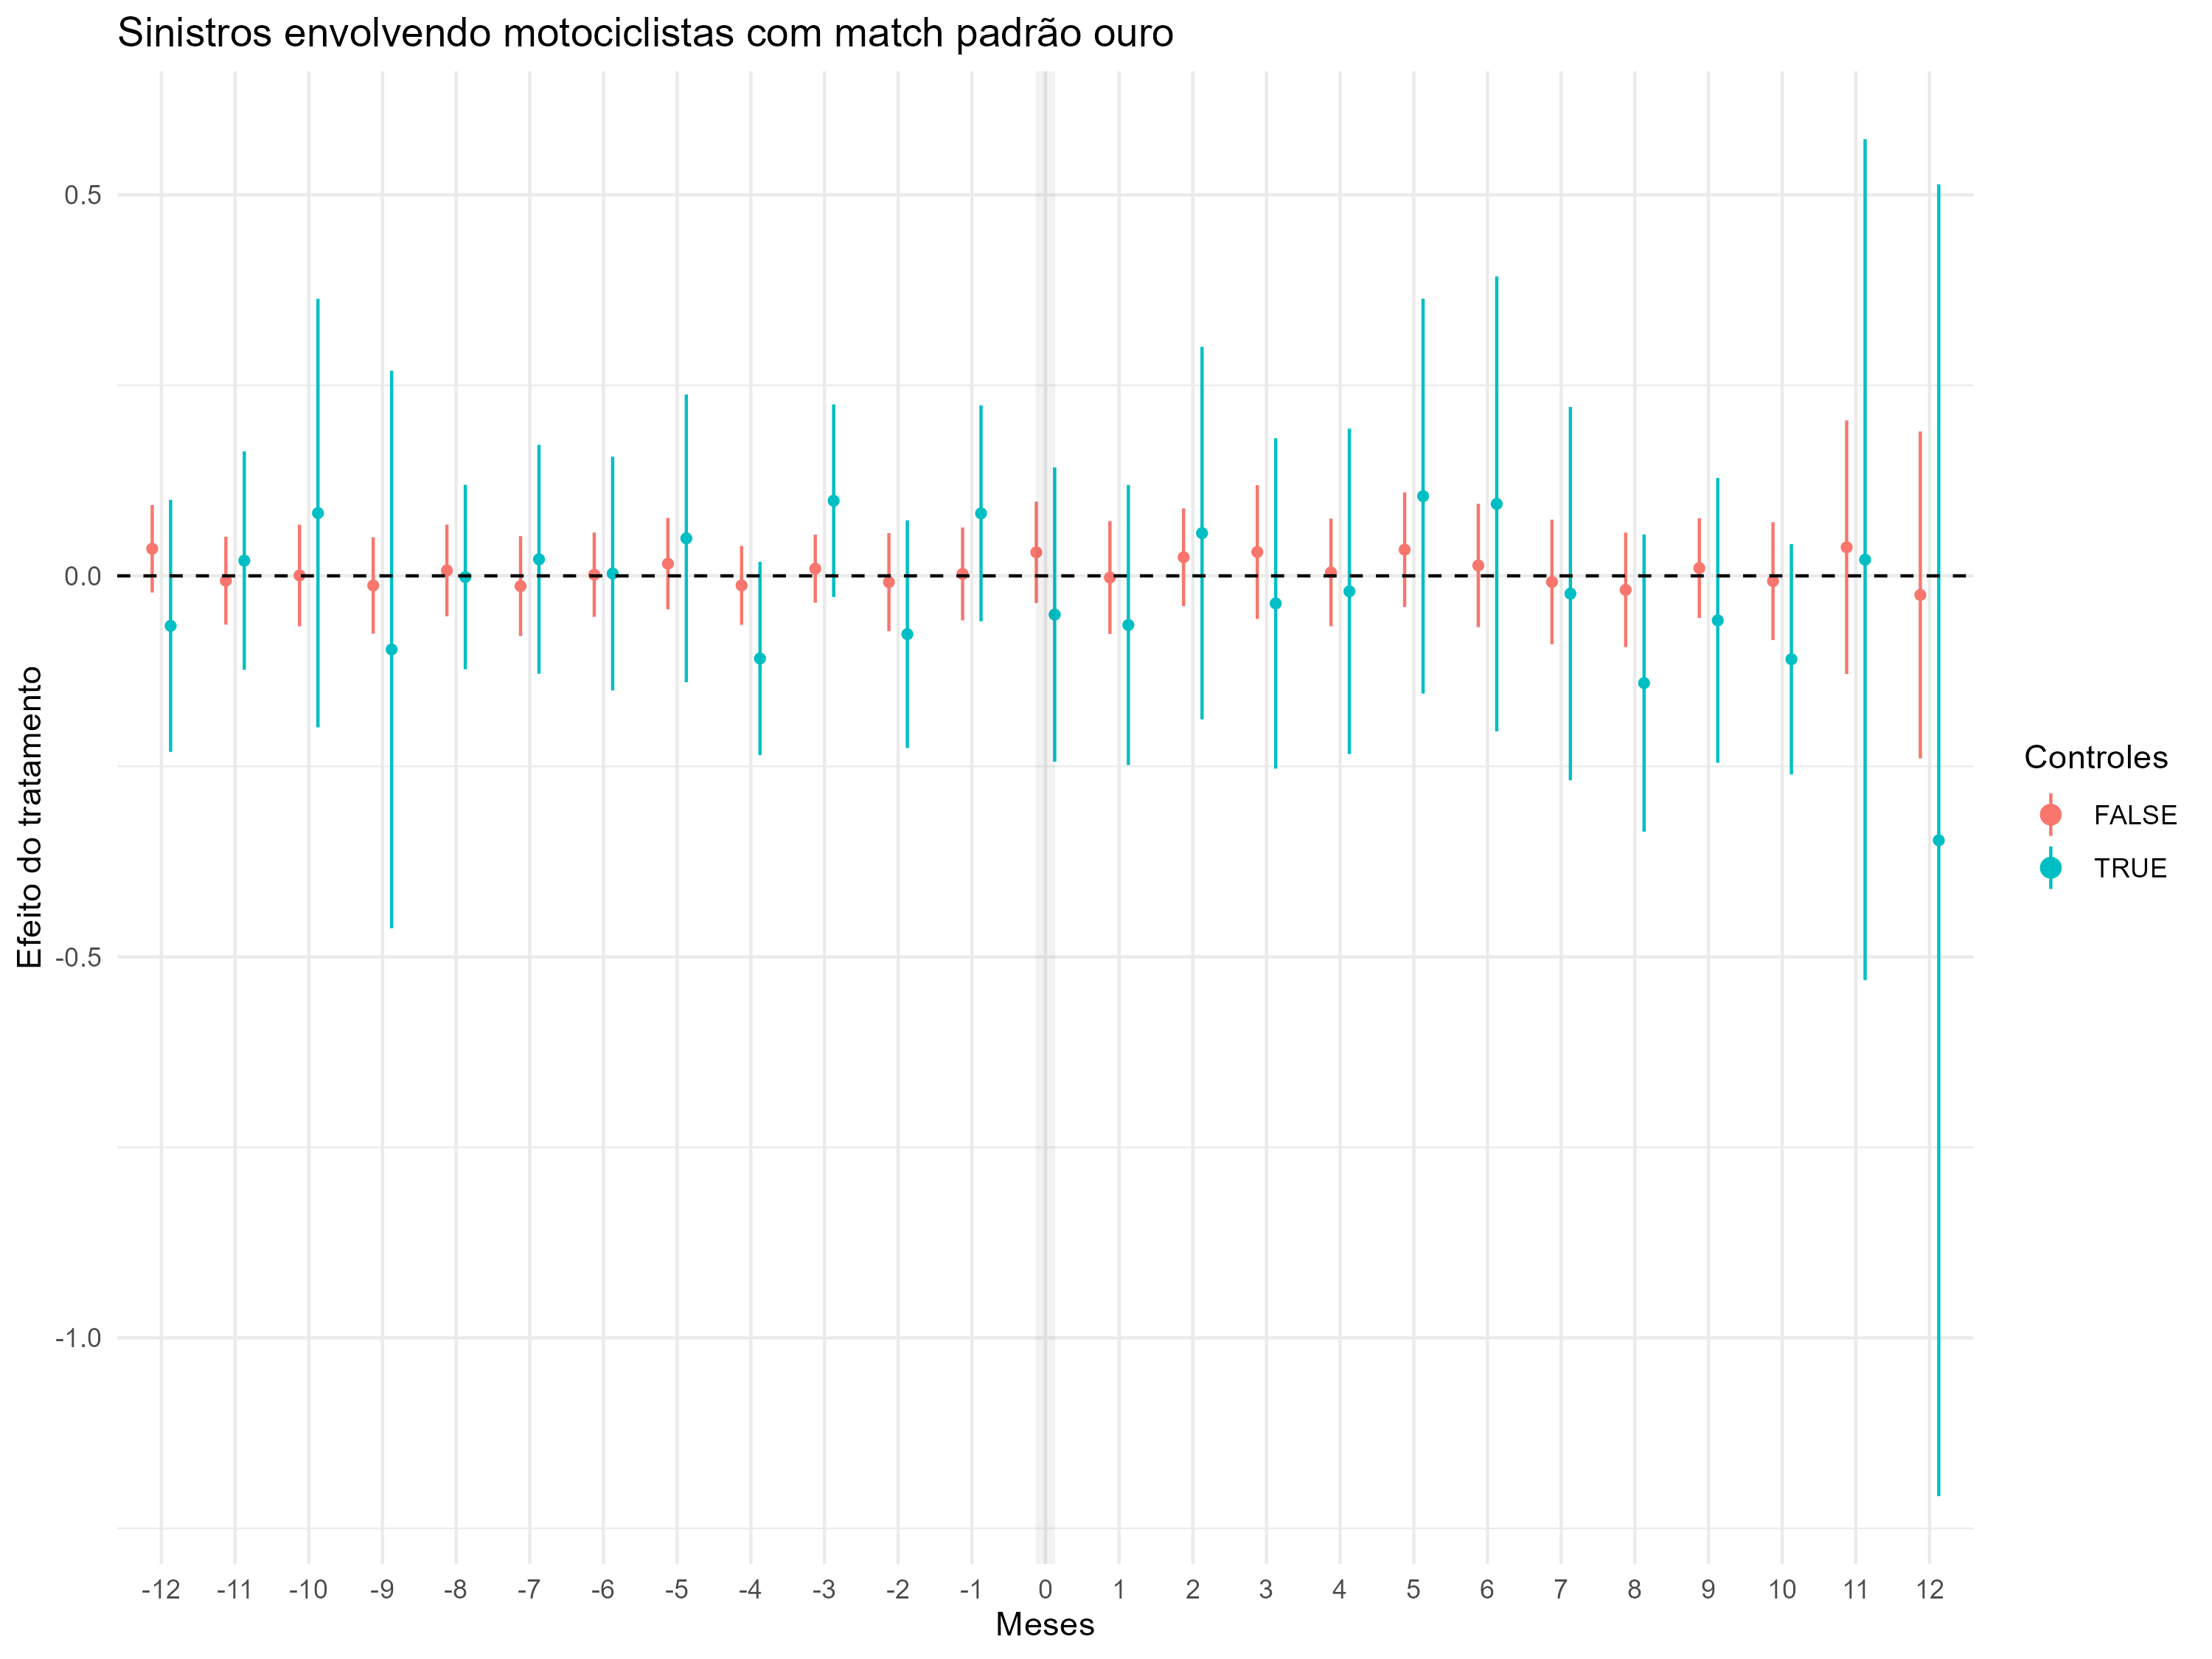 Sinistros envolvendo motociclistas com match padrão ouro
Efeito do tratamento
0.5
0.0
-0.5
-1.0
-12 -11 -10 -9 -8 -7 -6 -5 -4 -3 -2 -1 0 1 2 3 4 5 6 7 8 9 10 11 12
Meses
Controles
FALSE
TRUE